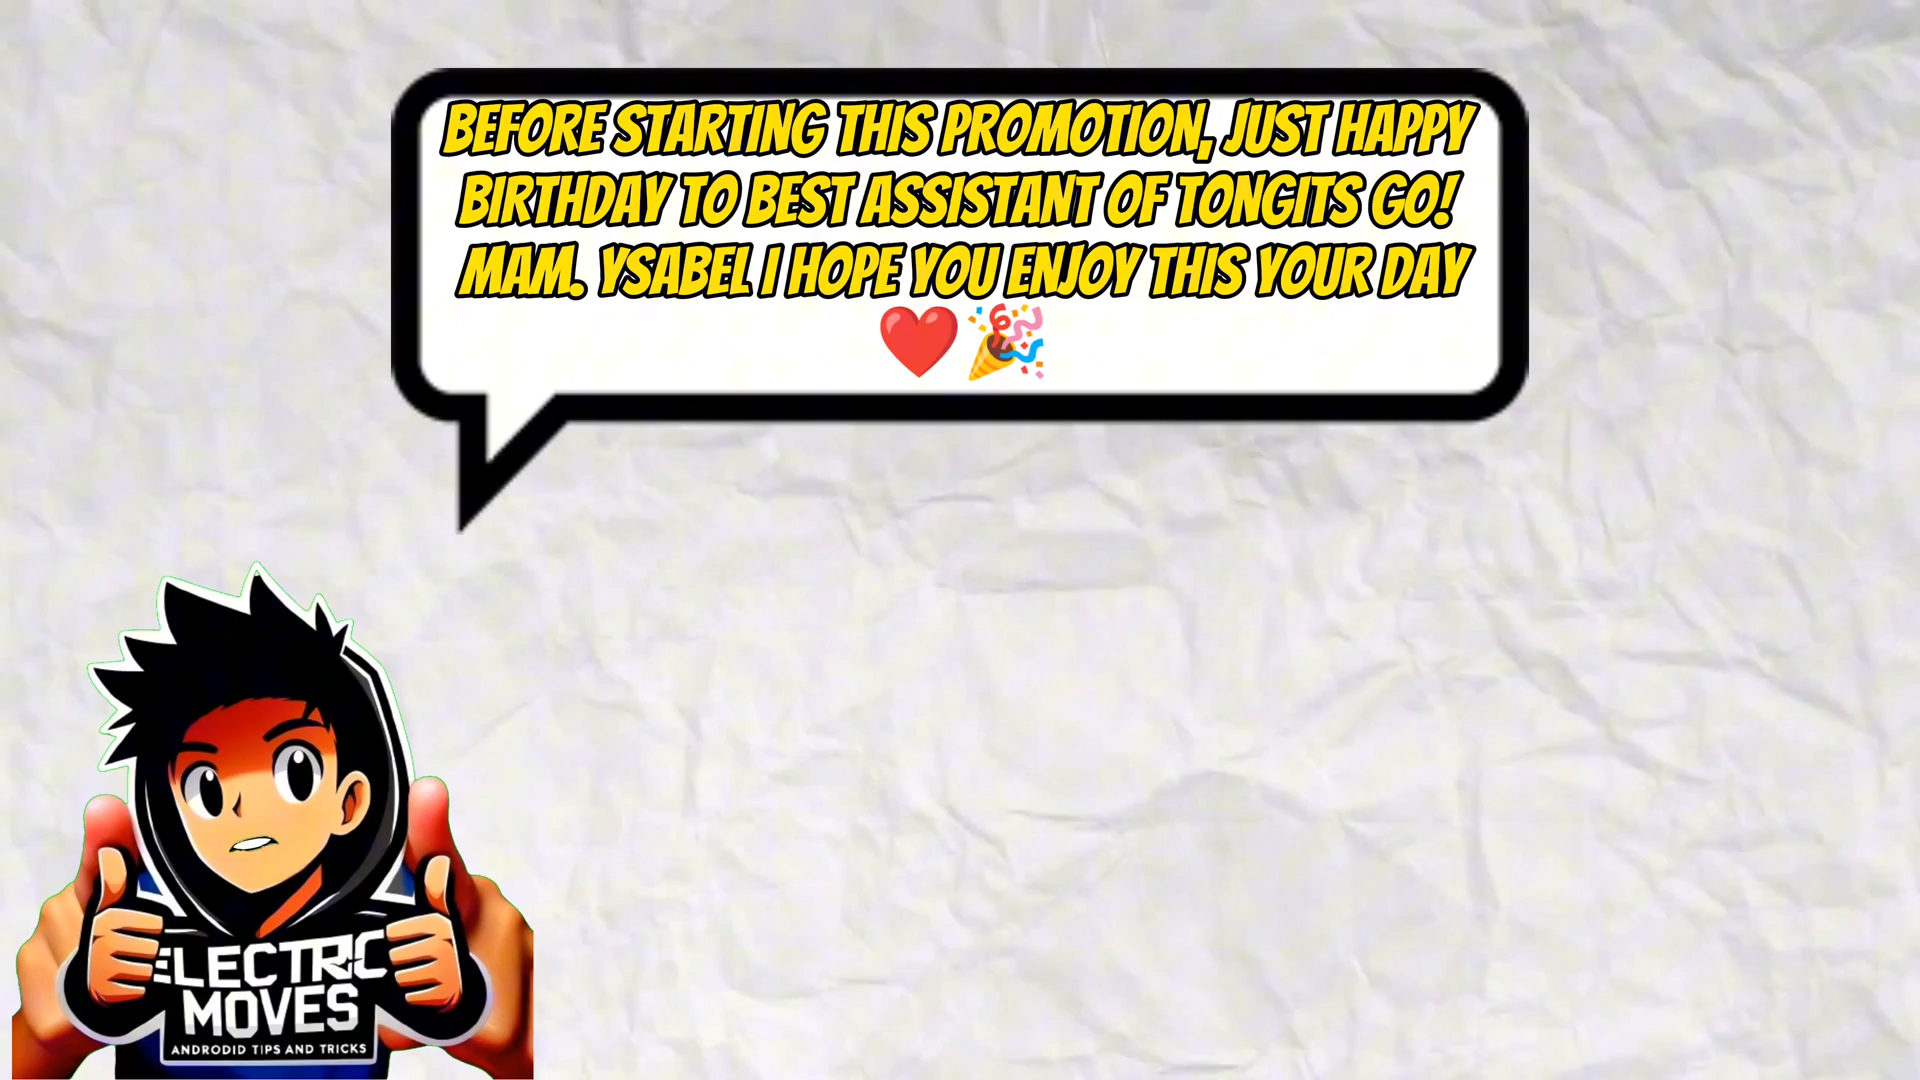 BEFORE STARTING THIS PROMOTION, JUST HAPPY
BIRTHDAY TO BEST ASSISTANT OF TONGITS GO!
MAM. YSABEL I HOPE YOU ENJOY THIS YOUR DAY
❤️🎉
ELECTRIC
MOVES
ANDRODID TIPS AND TRICKS